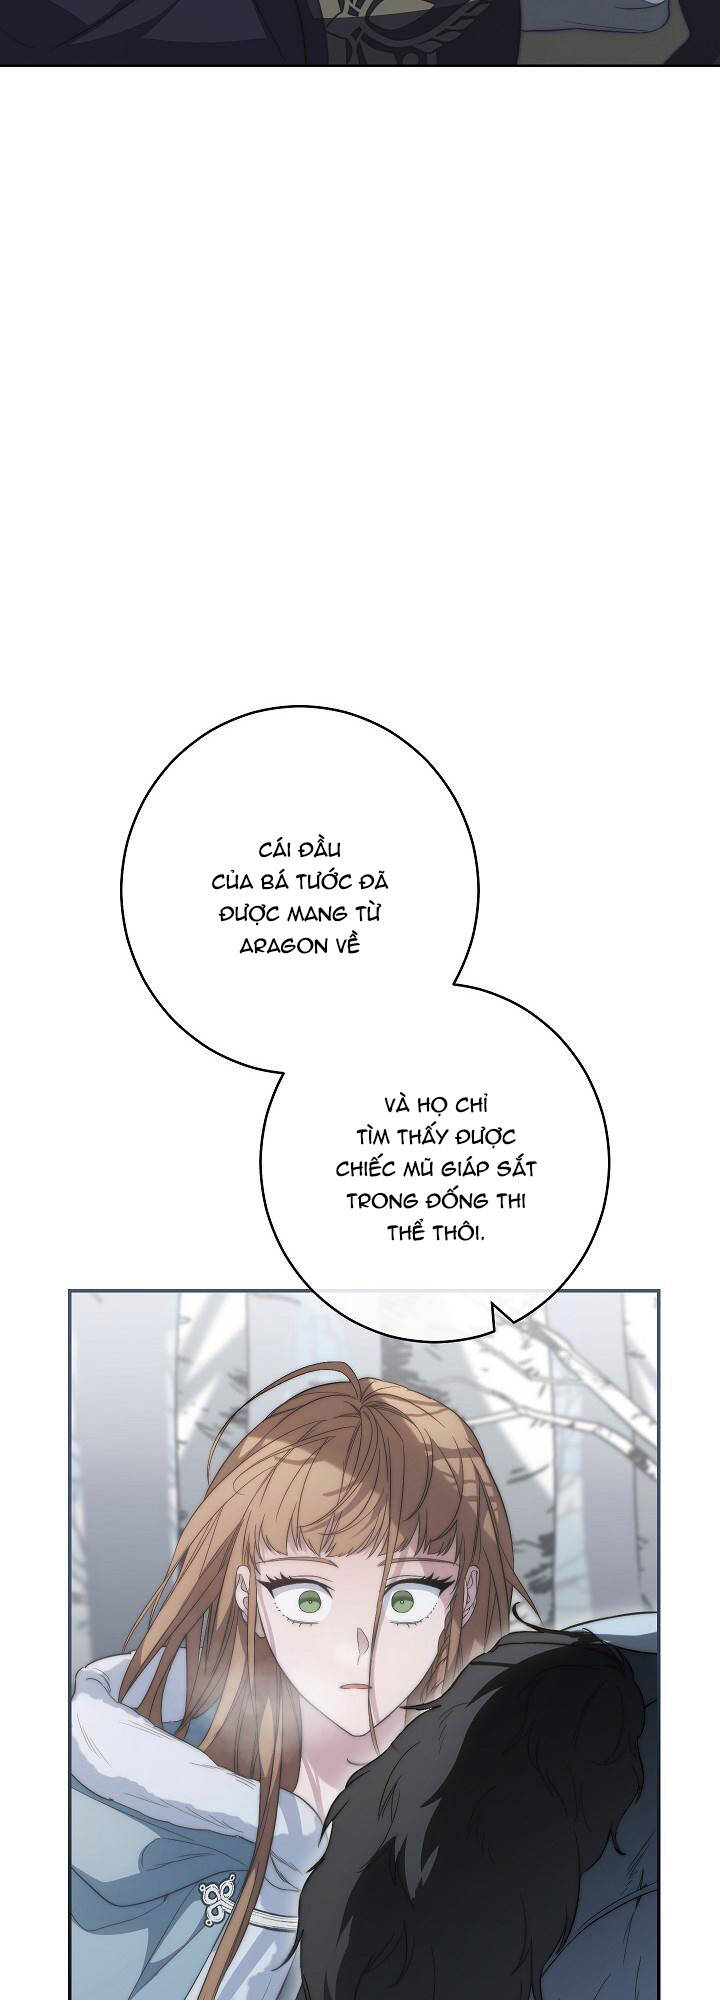 CÁI ĐẦU
CỦA BÁ TƯỚC ĐÃ
ĐƯỢC MANG TỪ
ARAGON VỀ
VÀ HỌ CHỈ
TÌM THẤY ĐƯỢC
CHIẾC MŨ GIÁP SẮT
TRONG ĐỐNG THI
THỂ THÔI.